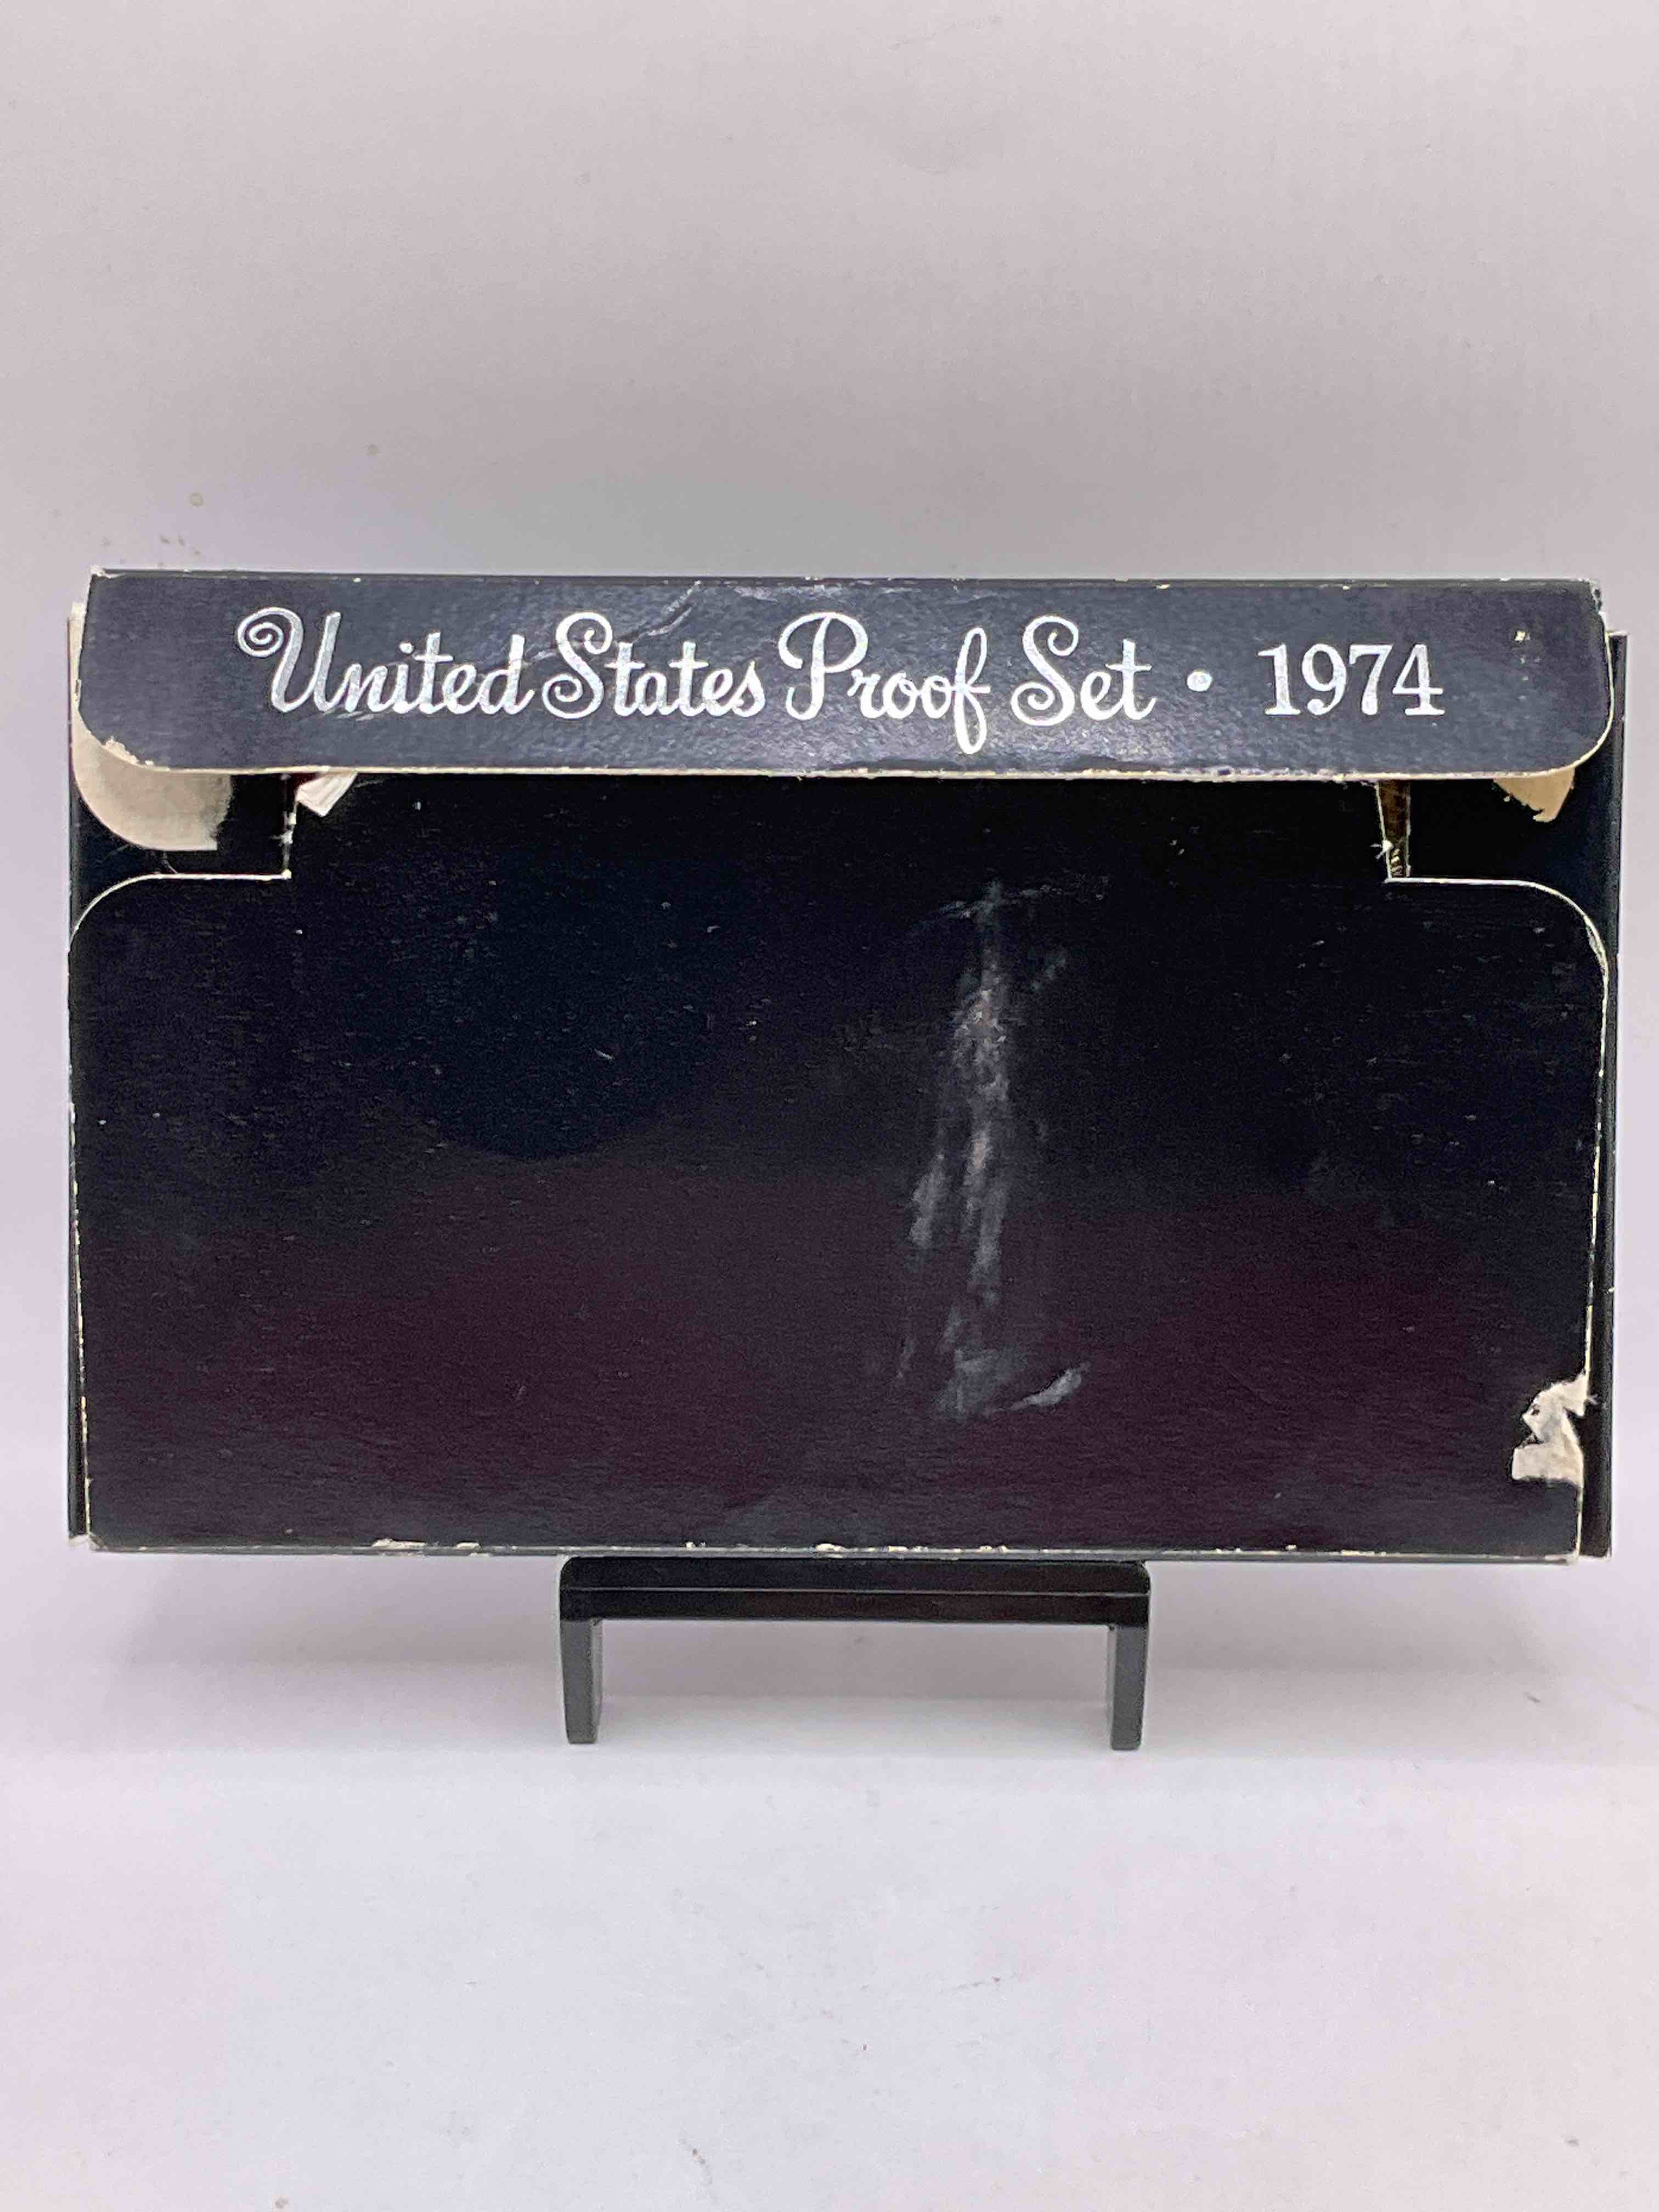 United States Proof Set • 1974